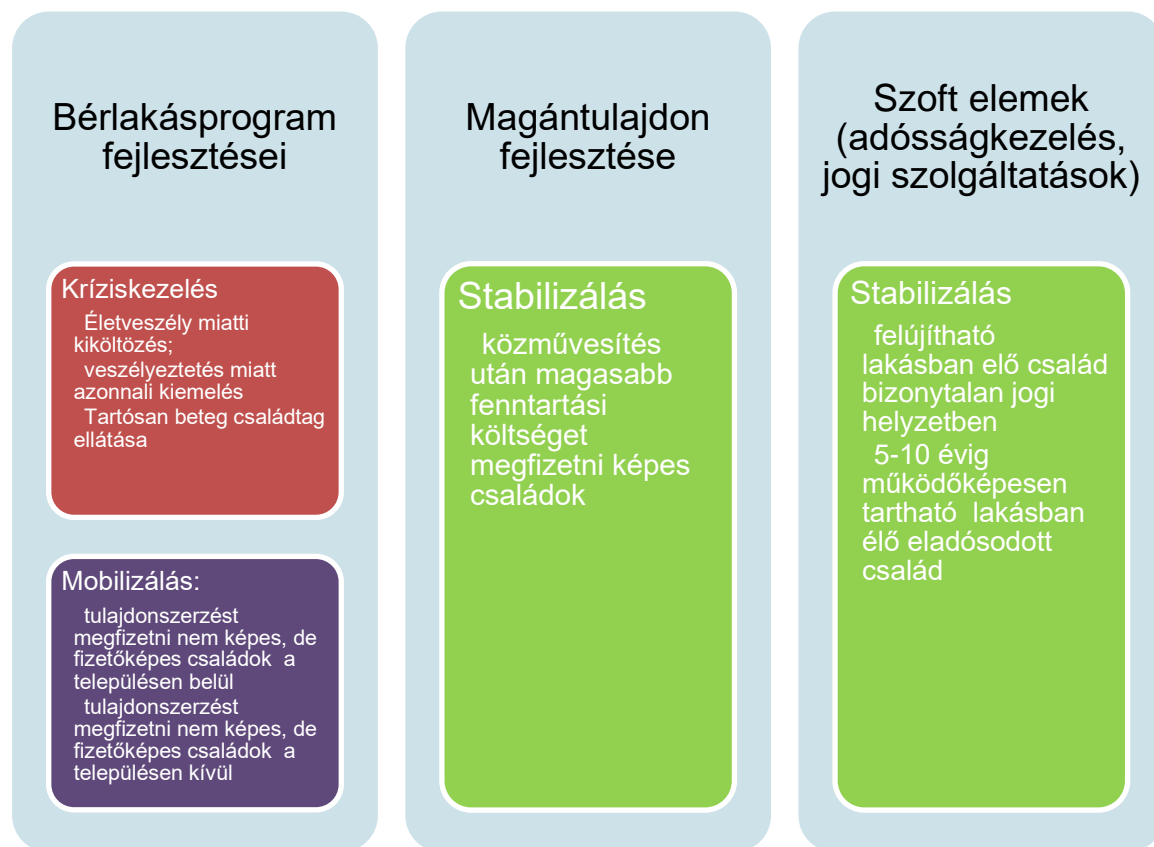 Bérlakásprogram
fejlesztései
Kríziskezelés
Életveszély miatti
kiköltözés;
veszélyeztetés miatt
azonnali kiemelés
Tartósan beteg családtag
ellátása
Mobilizálás:
tulajdonszerzést
megfizetni nem képes, de
fizetőképes családok a
településen belül
tulajdonszerzést
megfizetni nem képes, de
fizetőképes családok a
településen kívül
Magántulajdon
fejlesztése
Stabilizálás
közművesítés
után magasabb
fenntartási
költséget
megfizetni képes
családok
Szoft elemek
(adósságkezelés,
jogi szolgáltatások)
Stabilizálás
felújítható
lakásban elő család
bizonytalan jogi
helyzetben
5-10 évig
működőképesen
tartható lakásban
élő eladósodott
család